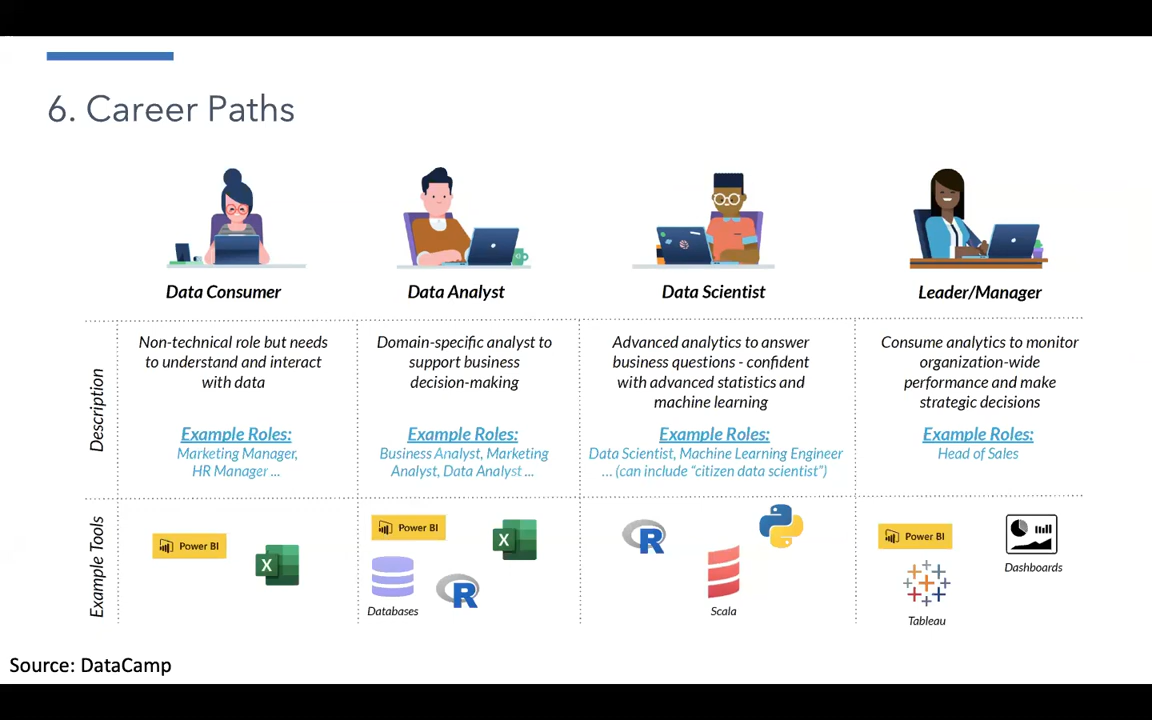 6. Career Paths
Data Consumer
Data Analyst
Data Scientist
Leader/Manager
Description
Non-technical role but needs
to understand and interact
with data
Example Roles:
Marketing Manager,
HR Manager ...
Domain-specific analyst to
support business
decision-making
Example Roles:
Business Analyst, Marketing
Analyst, Data Analyst ...
Advanced analytics to answer
business questions - confident
with advanced statistics and
machine learning
Example Roles:
Data Scientist, Machine Learning Engineer
... (can include “citizen data scientist”)
Consume analytics to monitor
organization-wide
performance and make
strategic decisions
Example Roles:
Head of Sales
Example Tools
Power BI
X
Power BI
X
Databases
R
R
Scala
Power BI
Dashboards
Tableau
Source: DataCamp